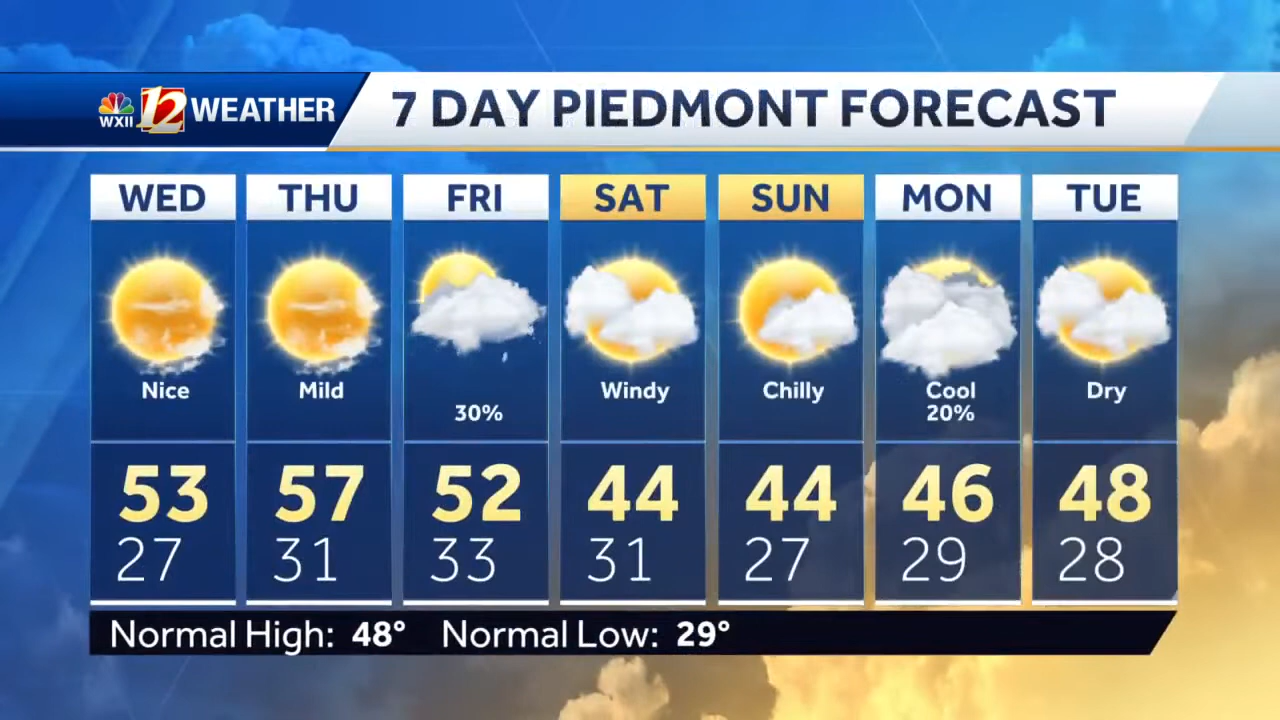 WXII 12 WEATHER
7 DAY PIEDMONT FORECAST
WED THU FRI SAT SUN MON TUE
Nice Mild Windy Chilly Cool Dry
30% 20%
53 57 52 44 44 46 48
27 31 33 31 27 29 28
Normal High: 48° Normal Low: 29°